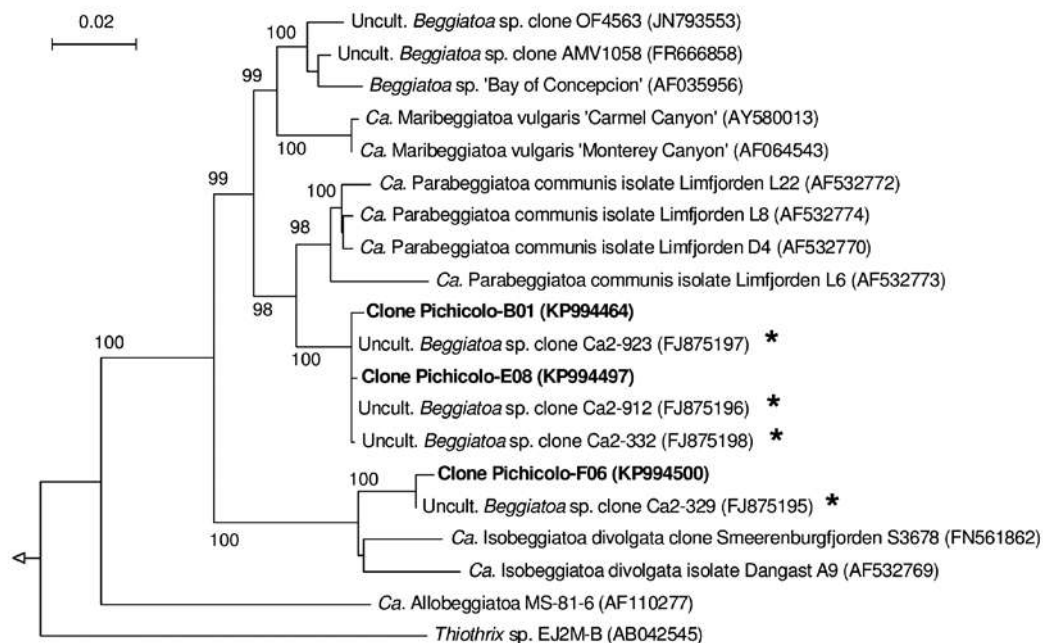 0.02
Uncult. Beggiatoa sp. clone OF4563 (JN793553)
100
Uncult. Beggiatoa sp. clone AMV1058 (FR666858)
99
Beggiatoa sp. 'Bay of Concepcion' (AF035956)
Ca. Maribeggiatoa vulgaris 'Carmel Canyon' (AY580013)
100
Ca. Maribeggiatoa vulgaris 'Monterey Canyon' (AF064543)
99
Ca. Parabeggiatoa communis isolate Limfjorden L22 (AF532772)
100
Ca. Parabeggiatoa communis isolate Limfjorden L8 (AF532774)
98
Ca. Parabeggiatoa communis isolate Limfjorden D4 (AF532770)
Ca. Parabeggiatoa communis isolate Limfjorden L6 (AF532773)
98
Clone Pichicolo-B01 (KP994464)
100
Uncult. Beggiatoa sp. clone Ca2-923 (FJ875197) *
100
Clone Pichicolo-E08 (KP994497)
Uncult. Beggiatoa sp. clone Ca2-912 (FJ875196) *
Uncult. Beggiatoa sp. clone Ca2-332 (FJ875198) *
100
Clone Pichicolo-F06 (KP994500)
Uncult. Beggiatoa sp. clone Ca2-329 (FJ875195) *
100
Ca. Isobeggiatoa divolgata clone Smeerenburgfjorden S3678 (FN561862)
Ca. Isobeggiatoa divolgata isolate Dangast A9 (AF532769)
Ca. Allobeggiatoa MS-81-6 (AF110277)
Thiothrix sp. EJ2M-B (AB042545)